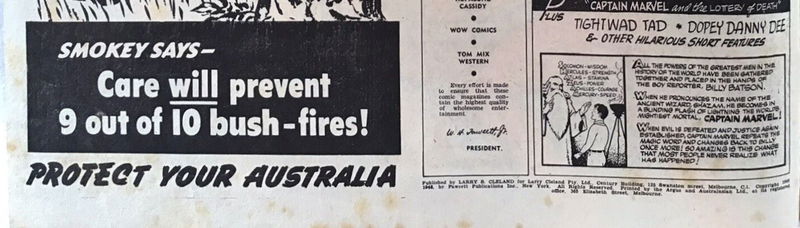 SMOKEY SAYS—
Care will prevent
9 out of 10 bush-fires!
PROTECT YOUR AUSTRALIA
CASSIDY
•
WOW COMICS
•
TOM MIX
WESTERN
•
Every effort is made
to ensure that these
comic magazines con-
tain the highest quality
of wholesome enter-
tainment
W. H. Fawcett, Jr.
PRESIDENT.
"CAPTAIN MARVEL and the LOTTERY of DEATH"
PLUS
TIGHTWAD TAD • DOPEY DANNY DEE
& OTHER HILARIOUS SHORT FEATURES
SOLOMON - WISDOM
HERCULES - STRENGTH
ATLAS - STAMINA
ZEUS - POWER
ACHILLES - COURAGE
MERCURY - SPEED
ALL THE POWERS OF THE GREATEST MEN IN THE
HISTORY OF THE WORLD HAVE BEEN GATHERED
TOGETHER AND PLACED IN THE HANDS OF
THE BOY REPORTER, BILLY BATSON.
WHEN HE PRONOUNCES THE NAME OF THE
ANCIENT WIZARD, SHAZAM, HE BECOMES IN
A BLINDING FLASH OF LIGHTNING THE WORLD'S
MIGHTIEST MORTAL, CAPTAIN MARVEL!
WHEN EVIL IS DEFEATED AND JUSTICE AGAIN
ESTABLISHED, CAPTAIN MARVEL REPEATS THE
MAGIC WORD AND CHANGES BACK TO BILLY
ONCE MORE! SO AMAZING IS THIS CHANGE
THAT MOST PEOPLE NEVER REALIZE WHAT
HAS HAPPENED!
Published by LARRY S. CLELAND for Larry Cleland Pty. Ltd., Century Building, 125 Swanston Street, Melbourne, C.1. Copyright
1948, by Fawcett Publications Inc., New York. All Rights Reserved. Printed by the Argus and Australasian Ltd., at its registered
office, 365 Elizabeth Street, Melbourne.